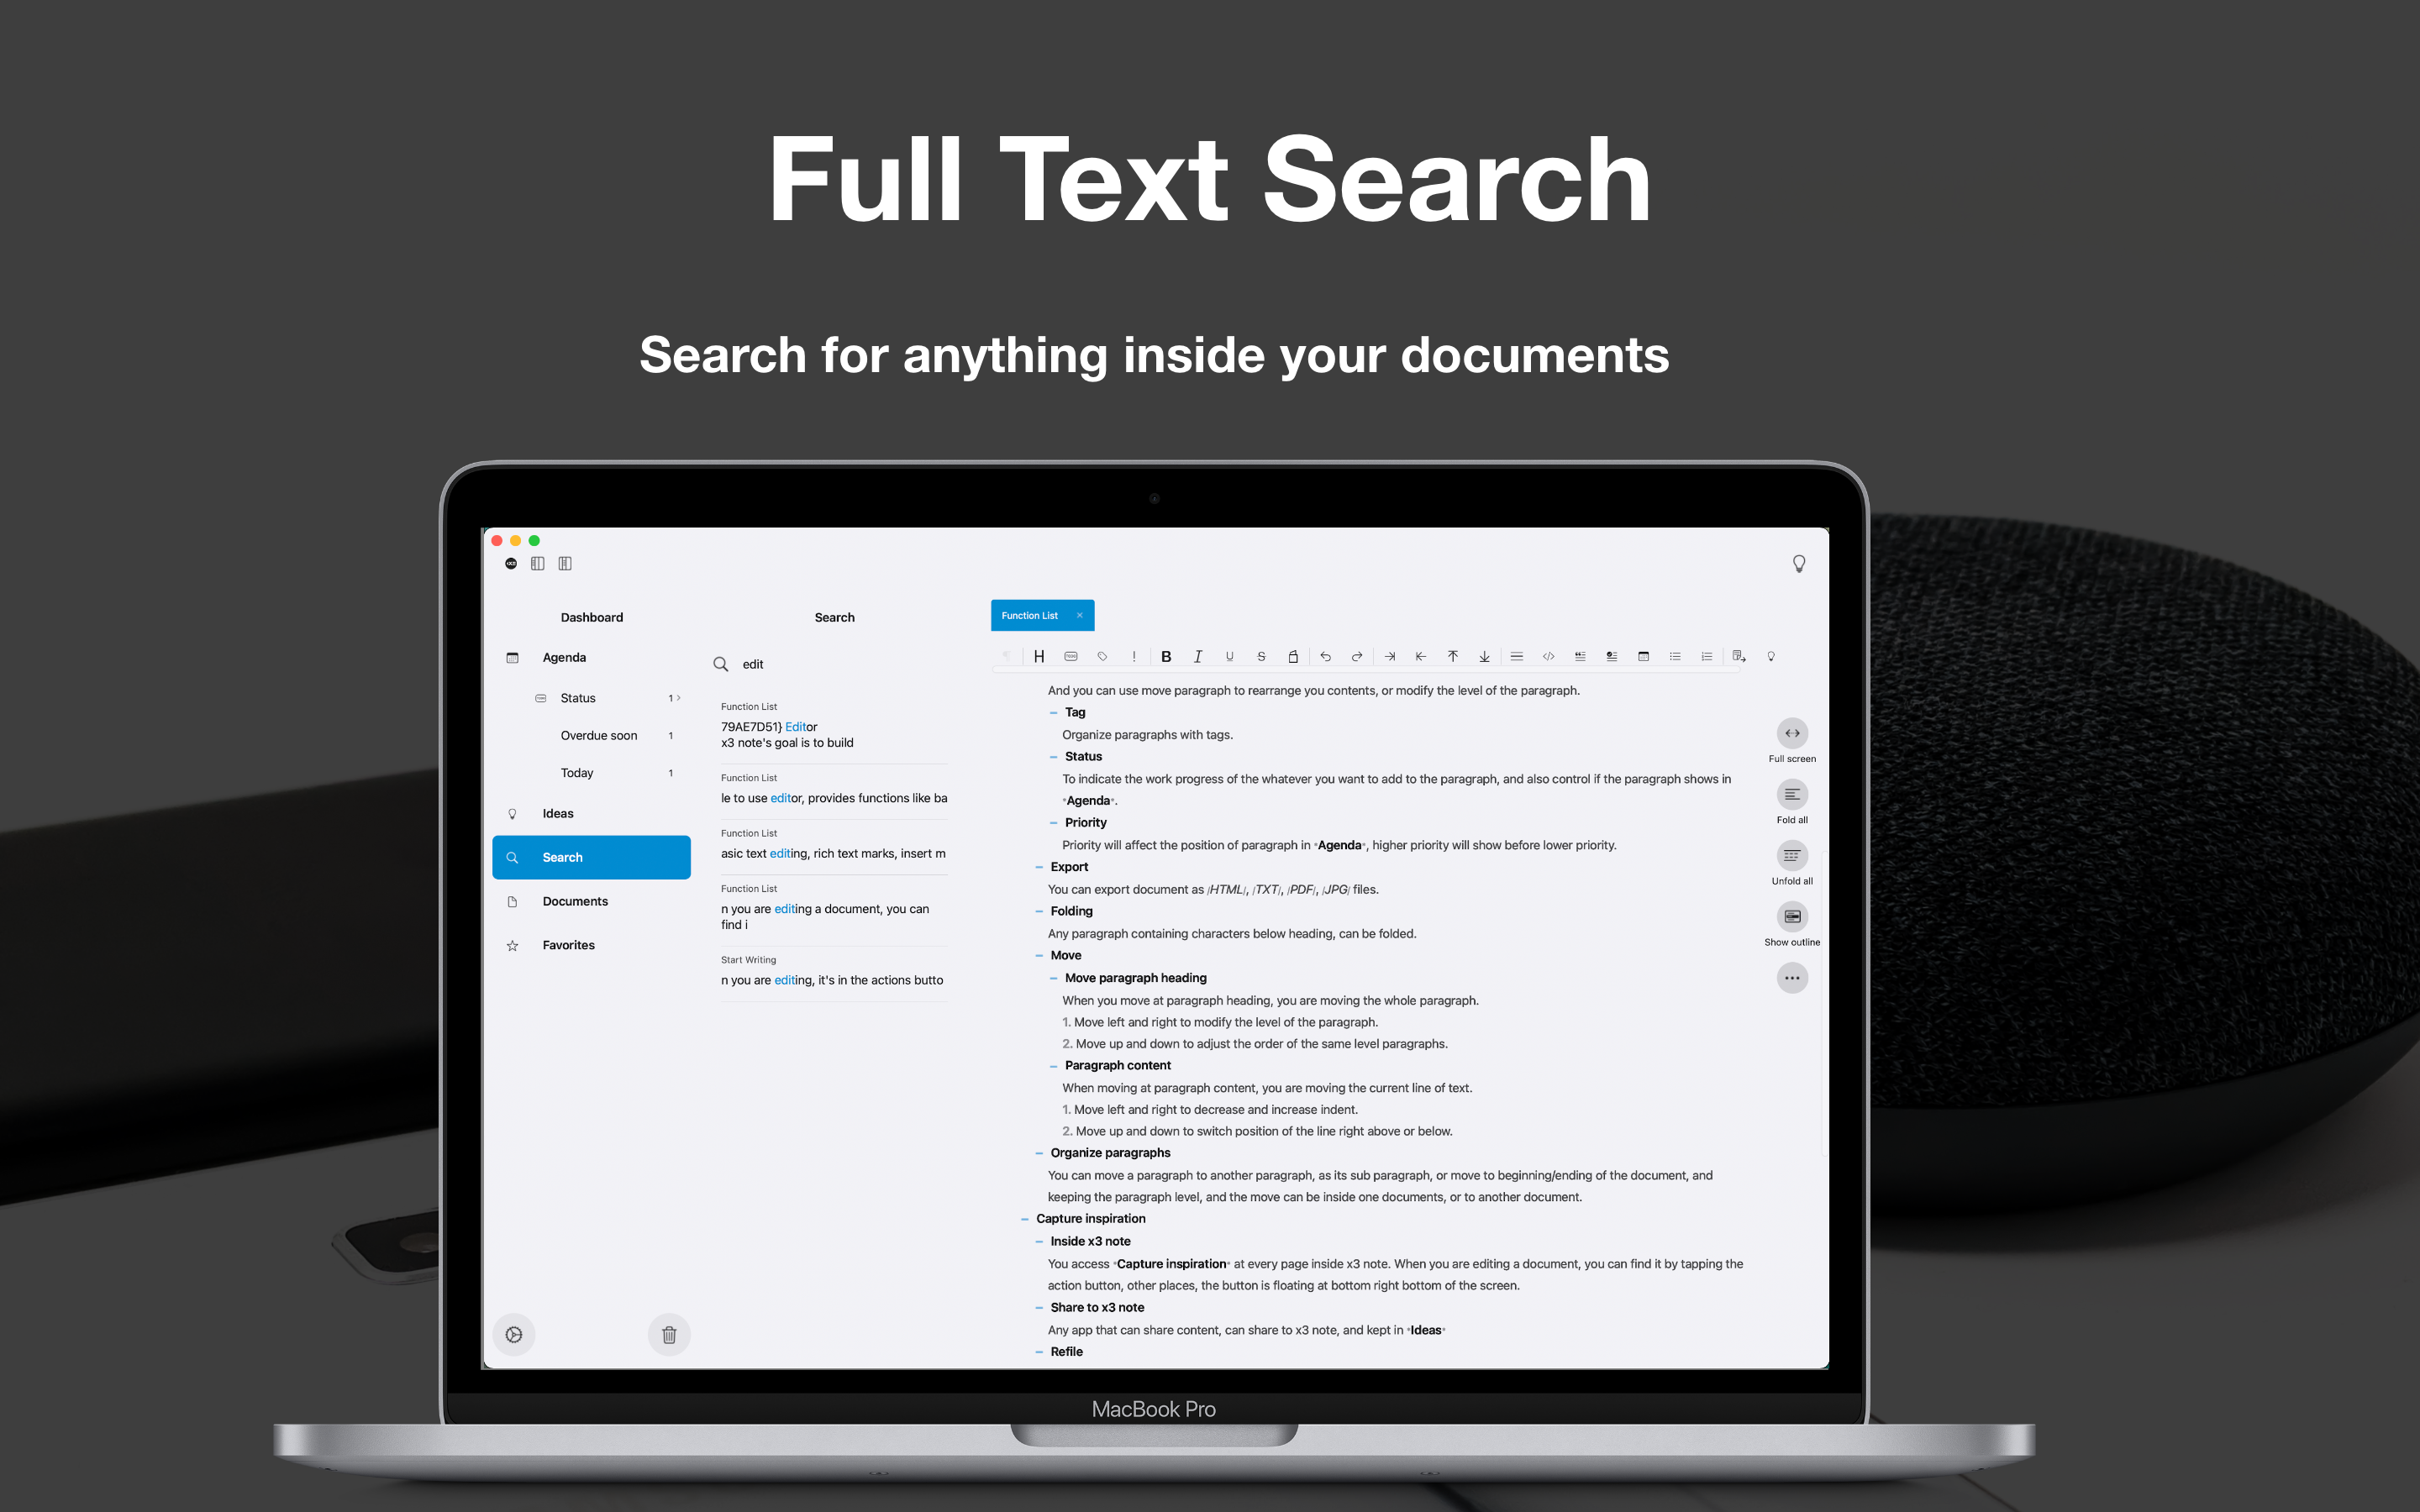 Full Text Search
Search for anything inside your documents
Dashboard
Agenda
Status 1
Overdue soon 1
Today 1
Ideas
Search
Documents
Favorites
Search
edit
Function List
79AE7D51} Editor
x3 note's goal is to build
Function List
le to use editor, provides functions like ba
Function List
asic text editing, rich text marks, insert m
Function List
n you are editing a document, you can
find i
Start Writing
n you are editing, it's in the actions butto
Function List ×
H ! B I U S
And you can use move paragraph to rearrange you contents, or modify the level of the paragraph.
– Tag
Organize paragraphs with tags.
– Status
To indicate the work progress of the whatever you want to add to the paragraph, and also control if the paragraph shows in
*Agenda*.
– Priority
Priority will affect the position of paragraph in *Agenda*, higher priority will show before lower priority.
– Export
You can export document as /HTML/, /TXT/, /PDF/, /JPG/ files.
– Folding
Any paragraph containing characters below heading, can be folded.
– Move
– Move paragraph heading
When you move at paragraph heading, you are moving the whole paragraph.
1. Move left and right to modify the level of the paragraph.
2. Move up and down to adjust the order of the same level paragraphs.
– Paragraph content
When moving at paragraph content, you are moving the current line of text.
1. Move left and right to decrease and increase indent.
2. Move up and down to switch position of the line right above or below.
– Organize paragraphs
You can move a paragraph to another paragraph, as its sub paragraph, or move to beginning/ending of the document, and
keeping the paragraph level, and the move can be inside one documents, or to another document.
– Capture inspiration
– Inside x3 note
You access *Capture inspiration* at every page inside x3 note. When you are editing a document, you can find it by tapping the
action button, other places, the button is floating at bottom right bottom of the screen.
– Share to x3 note
Any app that can share content, can share to x3 note, and kept in *Ideas*
– Refile
Full screen
Fold all
Unfold all
Show outline
MacBook Pro